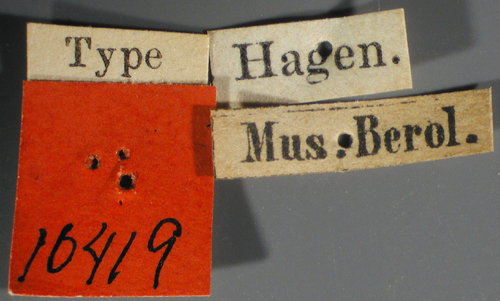 Type
Hagen.
Mus. Berol.
10419